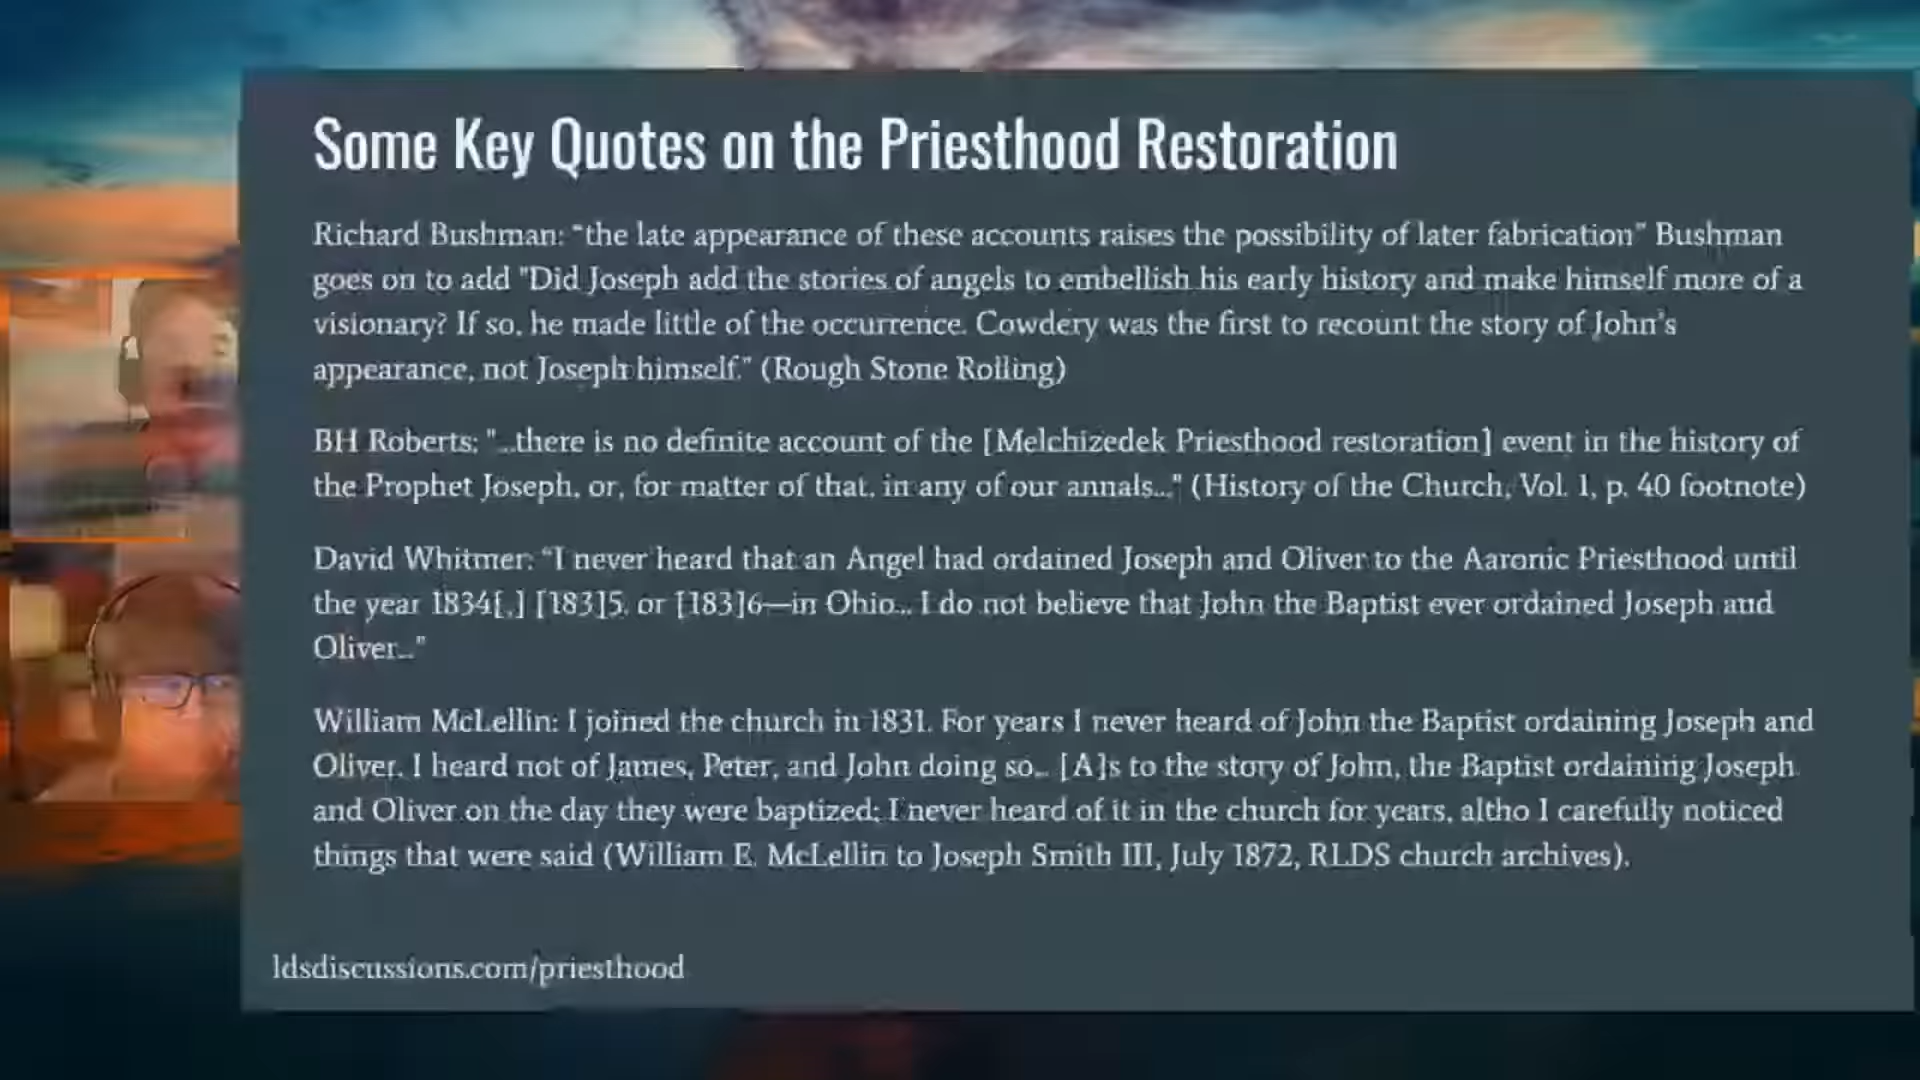 Some Key Quotes on the Priesthood Restoration
Richard Bushman: “the late appearance of these accounts raises the possibility of later fabrication” Bushman
goes on to add "Did Joseph add the stories of angels to embellish his early history and make himself more of a
visionary? If so, he made little of the occurrence. Cowdery was the first to recount the story of John’s
appearance, not Joseph himself.” (Rough Stone Rolling)
BH Roberts: "...there is no definite account of the [Melchizedek Priesthood restoration] event in the history of
the Prophet Joseph, or, for matter of that, in any of our annals..." (History of the Church, Vol. 1, p. 40 footnote)
David Whitmer: “I never heard that an Angel had ordained Joseph and Oliver to the Aaronic Priesthood until
the year 1834[,] [183]5, or [183]6—in Ohio... I do not believe that John the Baptist ever ordained Joseph and
Oliver...”
William McLellin: I joined the church in 1831. For years I never heard of John the Baptist ordaining Joseph and
Oliver. I heard not of James, Peter, and John doing so... [A]s to the story of John, the Baptist ordaining Joseph
and Oliver on the day they were baptized; I never heard of it in the church for years, altho I carefully noticed
things that were said (William E. McLellin to Joseph Smith III, July 1872, RLDS church archives).
ldsdiscussions.com/priesthood